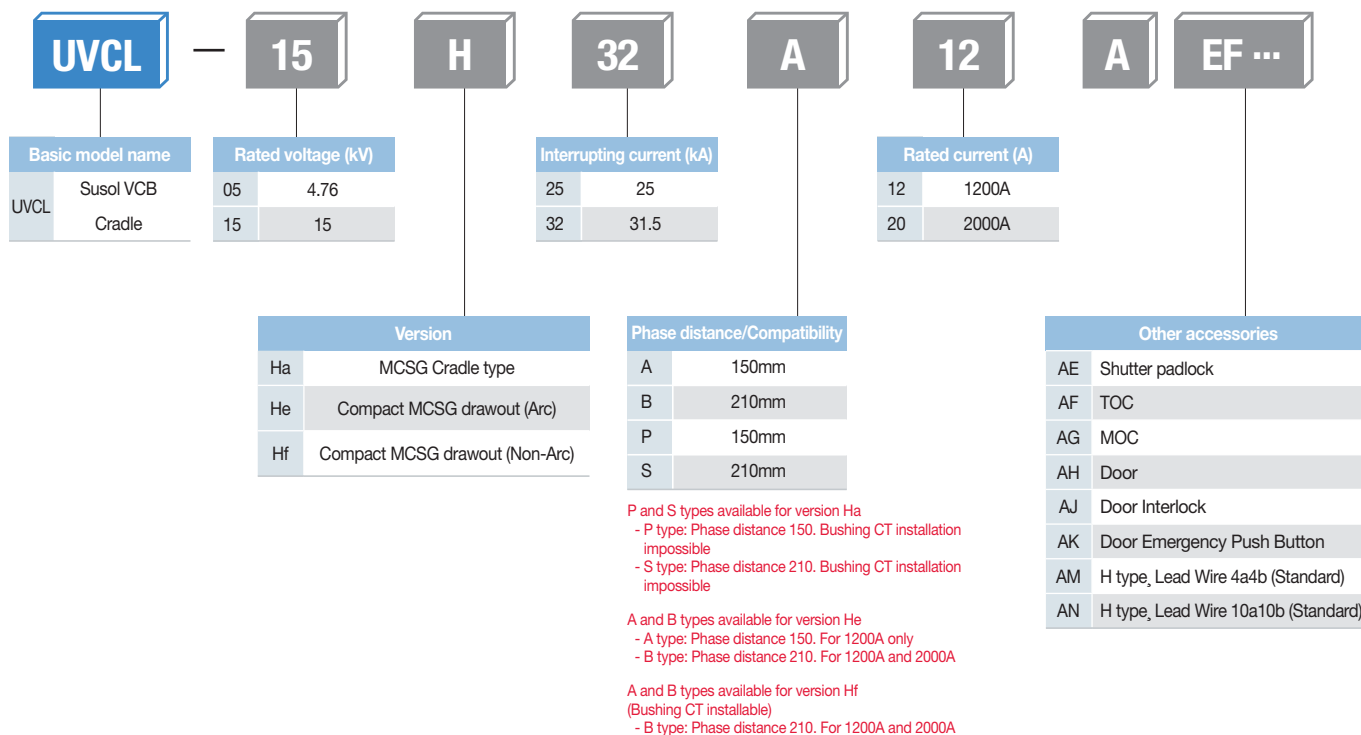 UVCL — 15 H 32 A 12 A EF ···
Basic model name
UVCL Susol VCB
Cradle
Rated voltage (kV)
05 4.76
15 15
Interrupting current (kA)
25 25
32 31.5
Rated current (A)
12 1200A
20 2000A
Version
Ha MCSG Cradle type
He Compact MCSG drawout (Arc)
Hf Compact MCSG drawout (Non-Arc)
Phase distance/Compatibility
A 150mm
B 210mm
P 150mm
S 210mm
P and S types available for version Ha
- P type: Phase distance 150. Bushing CT installation
impossible
- S type: Phase distance 210. Bushing CT installation
impossible
A and B types available for version He
- A type: Phase distance 150. For 1200A only
- B type: Phase distance 210. For 1200A and 2000A
A and B types available for version Hf
(Bushing CT installable)
- B type: Phase distance 210. For 1200A and 2000A
Other accessories
AE Shutter padlock
AF TOC
AG MOC
AH Door
AJ Door Interlock
AK Door Emergency Push Button
AM H type, Lead Wire 4a4b (Standard)
AN H type, Lead Wire 10a10b (Standard)